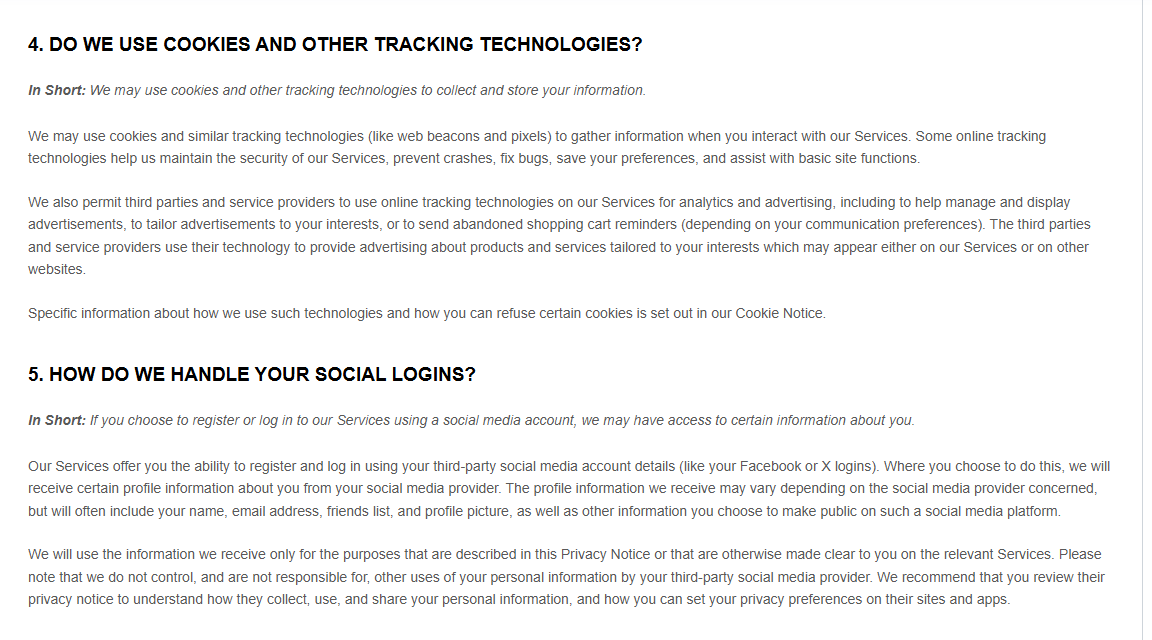 4. DO WE USE COOKIES AND OTHER TRACKING TECHNOLOGIES?
In Short: We may use cookies and other tracking technologies to collect and store your information.
We may use cookies and similar tracking technologies (like web beacons and pixels) to gather information when you interact with our Services. Some online tracking
technologies help us maintain the security of our Services, prevent crashes, fix bugs, save your preferences, and assist with basic site functions.
We also permit third parties and service providers to use online tracking technologies on our Services for analytics and advertising, including to help manage and display
advertisements, to tailor advertisements to your interests, or to send abandoned shopping cart reminders (depending on your communication preferences). The third parties
and service providers use their technology to provide advertising about products and services tailored to your interests which may appear either on our Services or on other
websites.
Specific information about how we use such technologies and how you can refuse certain cookies is set out in our Cookie Notice.
5. HOW DO WE HANDLE YOUR SOCIAL LOGINS?
In Short: If you choose to register or log in to our Services using a social media account, we may have access to certain information about you.
Our Services offer you the ability to register and log in using your third-party social media account details (like your Facebook or X logins). Where you choose to do this, we will
receive certain profile information about you from your social media provider. The profile information we receive may vary depending on the social media provider concerned,
but will often include your name, email address, friends list, and profile picture, as well as other information you choose to make public on such a social media platform.
We will use the information we receive only for the purposes that are described in this Privacy Notice or that are otherwise made clear to you on the relevant Services. Please
note that we do not control, and are not responsible for, other uses of your personal information by your third-party social media provider. We recommend that you review their
privacy notice to understand how they collect, use, and share your personal information, and how you can set your privacy preferences on their sites and apps.